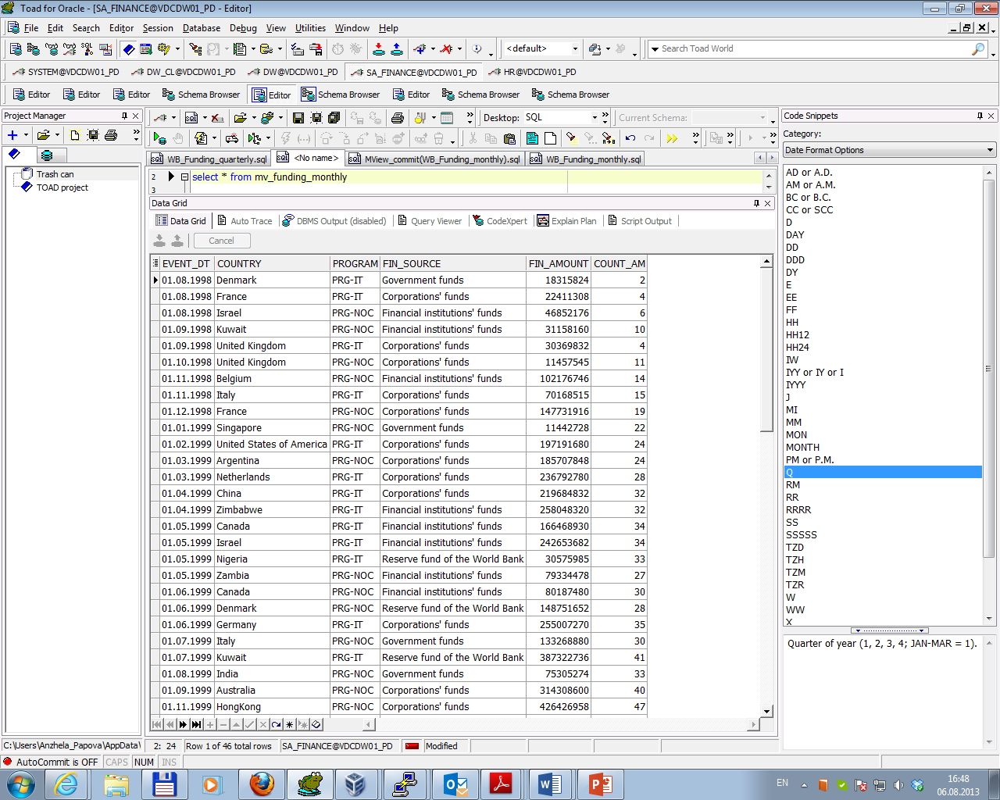 Toad for Oracle - [SA_FINANCE@VDCDW01_PD - Editor]
File Edit Search Editor Session Database Debug View Utilities Window Help
<default> Search Toad World
SYSTEM@VDCDW01_PD DW_CL@VDCDW01_PD DW@VDCDW01_PD SA_FINANCE@VDCDW01_PD HR@VDCDW01_PD
Editor Editor Editor Schema Browser Editor Schema Browser Editor Schema Browser Schema Browser
Project Manager
Trash can
TOAD project
Desktop: SQL Current Schema:
WB_Funding_quarterly.sql <No name> MView_commit(WB_Funding_monthly).sql WB_Funding_monthly.sql
2 select * from mv_funding_monthly
3
Data Grid
Data Grid Auto Trace DBMS Output (disabled) Query Viewer CodeXpert Explain Plan Script Output
Cancel
EVENT_DT COUNTRY PROGRAM FIN_SOURCE FIN_AMOUNT COUNT_AM
01.08.1998 Denmark PRG-IT Government funds 18315824 2
01.08.1998 France PRG-IT Corporations' funds 22411308 4
01.08.1998 Israel PRG-NOC Financial institutions' funds 46852176 6
01.09.1998 Kuwait PRG-NOC Financial institutions' funds 31158160 10
01.09.1998 United Kingdom PRG-IT Corporations' funds 30369832 4
01.10.1998 United Kingdom PRG-NOC Corporations' funds 11457545 11
01.11.1998 Belgium PRG-NOC Financial institutions' funds 102176746 14
01.11.1998 Italy PRG-IT Corporations' funds 70168515 15
01.12.1998 France PRG-NOC Corporations' funds 147731916 19
01.01.1999 Singapore PRG-NOC Government funds 11442728 22
01.02.1999 United States of America PRG-IT Corporations' funds 197191680 24
01.03.1999 Argentina PRG-NOC Corporations' funds 185707848 24
01.03.1999 Netherlands PRG-IT Corporations' funds 236792780 28
01.04.1999 China PRG-IT Corporations' funds 219684832 32
01.04.1999 Zimbabwe PRG-IT Financial institutions' funds 258048320 32
01.05.1999 Canada PRG-IT Financial institutions' funds 166468930 34
01.05.1999 Israel PRG-IT Financial institutions' funds 242653682 34
01.05.1999 Nigeria PRG-IT Reserve fund of the World Bank 30575985 33
01.05.1999 Zambia PRG-NOC Financial institutions' funds 79334478 27
01.06.1999 Canada PRG-NOC Financial institutions' funds 80187480 30
01.06.1999 Denmark PRG-NOC Reserve fund of the World Bank 148751652 28
01.06.1999 Germany PRG-IT Corporations' funds 255007270 35
01.07.1999 Italy PRG-NOC Government funds 133268880 30
01.07.1999 Kuwait PRG-IT Reserve fund of the World Bank 387322736 41
01.08.1999 India PRG-NOC Government funds 75305274 33
01.09.1999 Australia PRG-NOC Corporations' funds 314308600 40
01.11.1999 HongKong PRG-NOC Corporations' funds 426426958 47
Code Snippets
Category:
Date Format Options
AD or A.D.
AM or A.M.
BC or B.C.
CC or SCC
D
DAY
DD
DDD
DY
E
EE
FF
HH
HH12
HH24
IW
IYY or IY or I
IYYY
J
MI
MM
MON
MONTH
PM or P.M.
Q
RM
RR
RRRR
SS
SSSSS
TZD
TZH
TZM
TZR
W
WW
X
Quarter of year (1, 2, 3, 4; JAN-MAR = 1).
C:\Users\Anzhela_Papova\AppData\ 2: 24 Row 1 of 46 total rows SA_FINANCE@VDCDW01_PD Modified
AutoCommit is OFF CAPS NUM INS
EN 16:48
06.08.2013